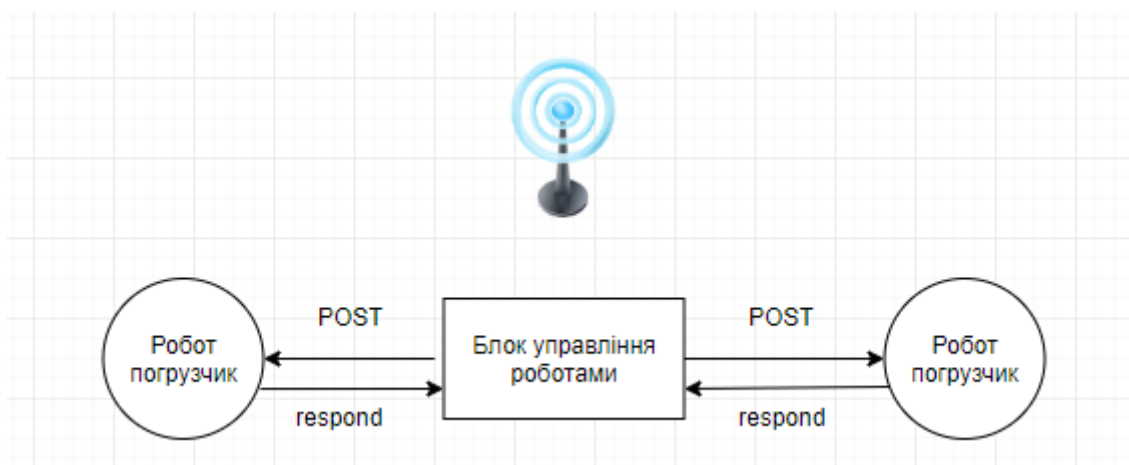 POST
POST
Робот
погрузчик
Блок управління
роботами
Робот
погрузчик
respond
respond